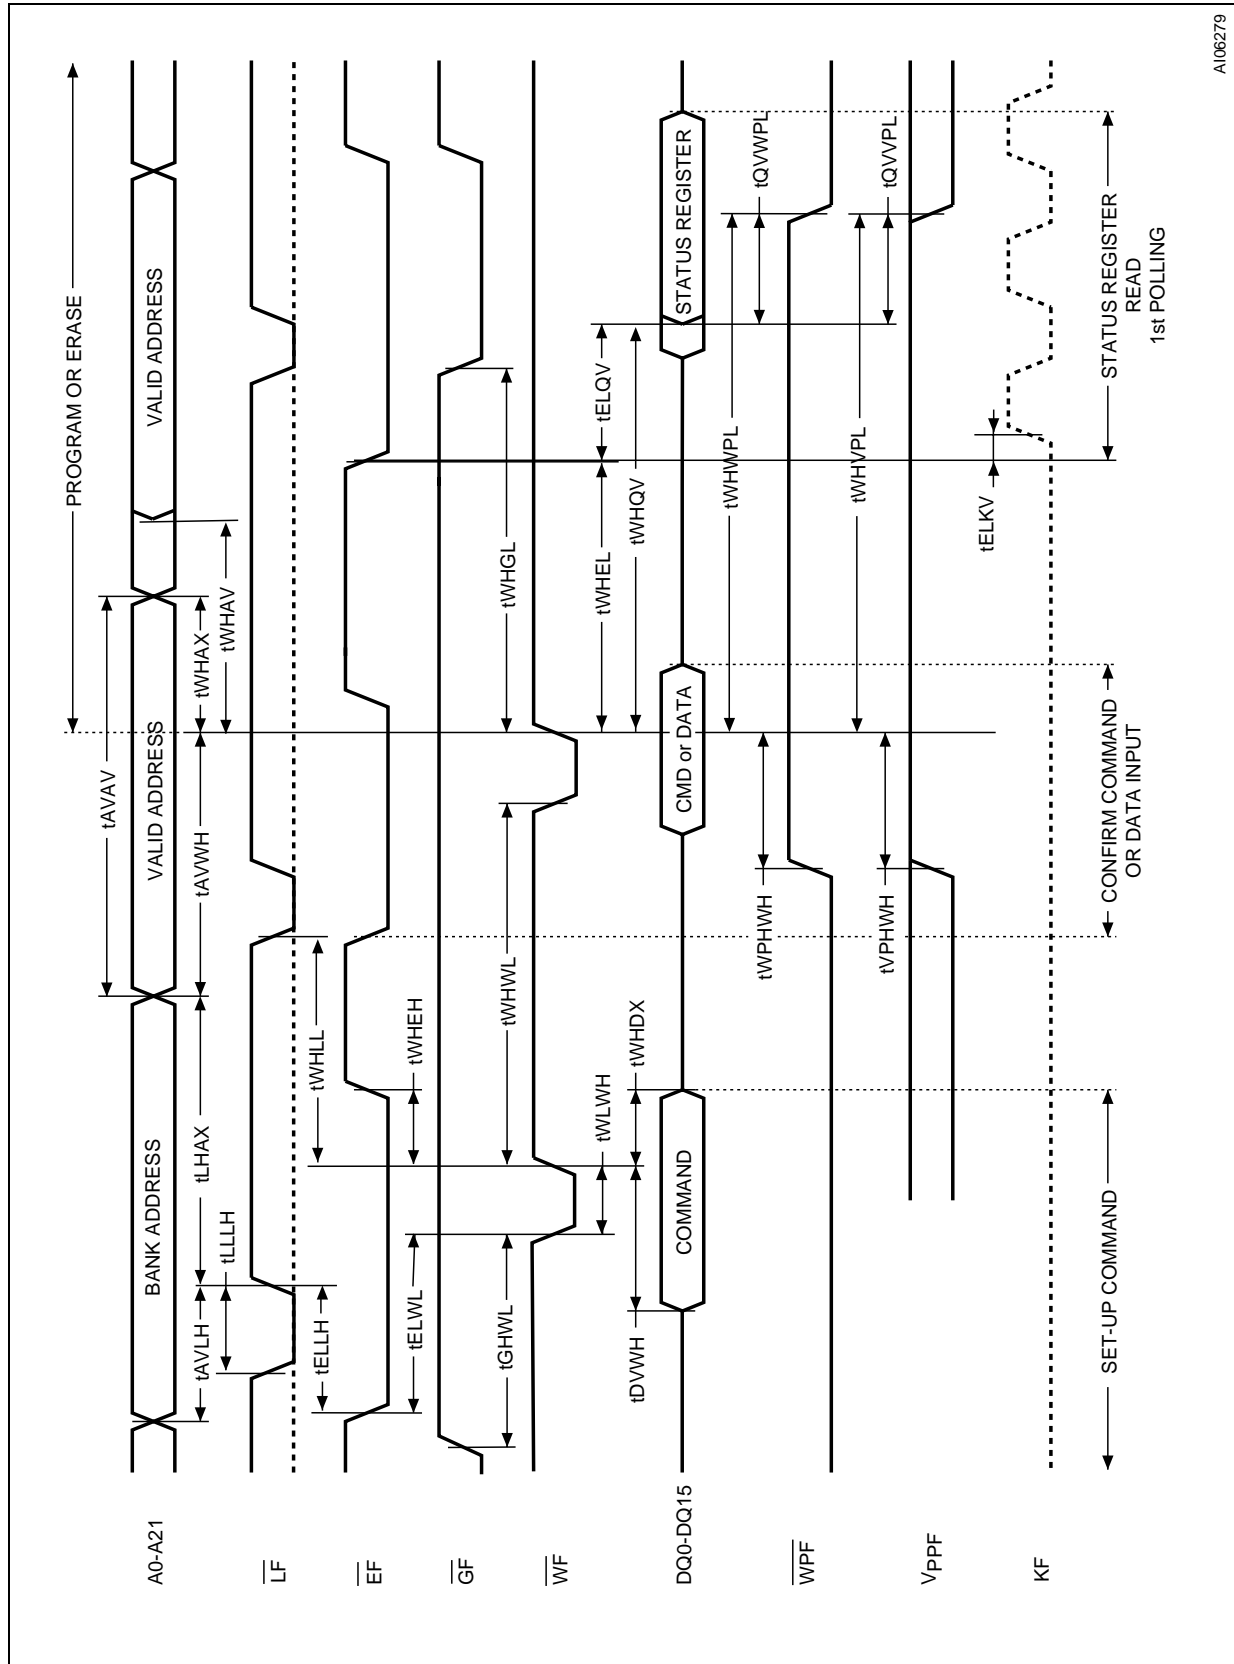 AI06279
PROGRAM OR ERASE
A0-A21
BANK ADDRESS
VALID ADDRESS
VALID ADDRESS
tAVAV
tAVLH
tLHAX
tAVWH
tWHAX
tLLLH
tWHAV
LF
tELLH
tWHLL
EF
tELWL
tWHEH
GF
tGHWL
tWHWL
tWHGL
WF
tWLWH
tWHEL
tELQV
tDVWH
tWHDX
tWHQV
DQ0-DQ15
COMMAND
CMD or DATA
STATUS REGISTER
tWHWPL
tQVWPL
WPF
tWPHWH
tWHVPL
tQVVPL
VPPF
tVPHWH
tELKV
KF
SET-UP COMMAND
CONFIRM COMMAND
OR DATA INPUT
STATUS REGISTER
READ
1st POLLING